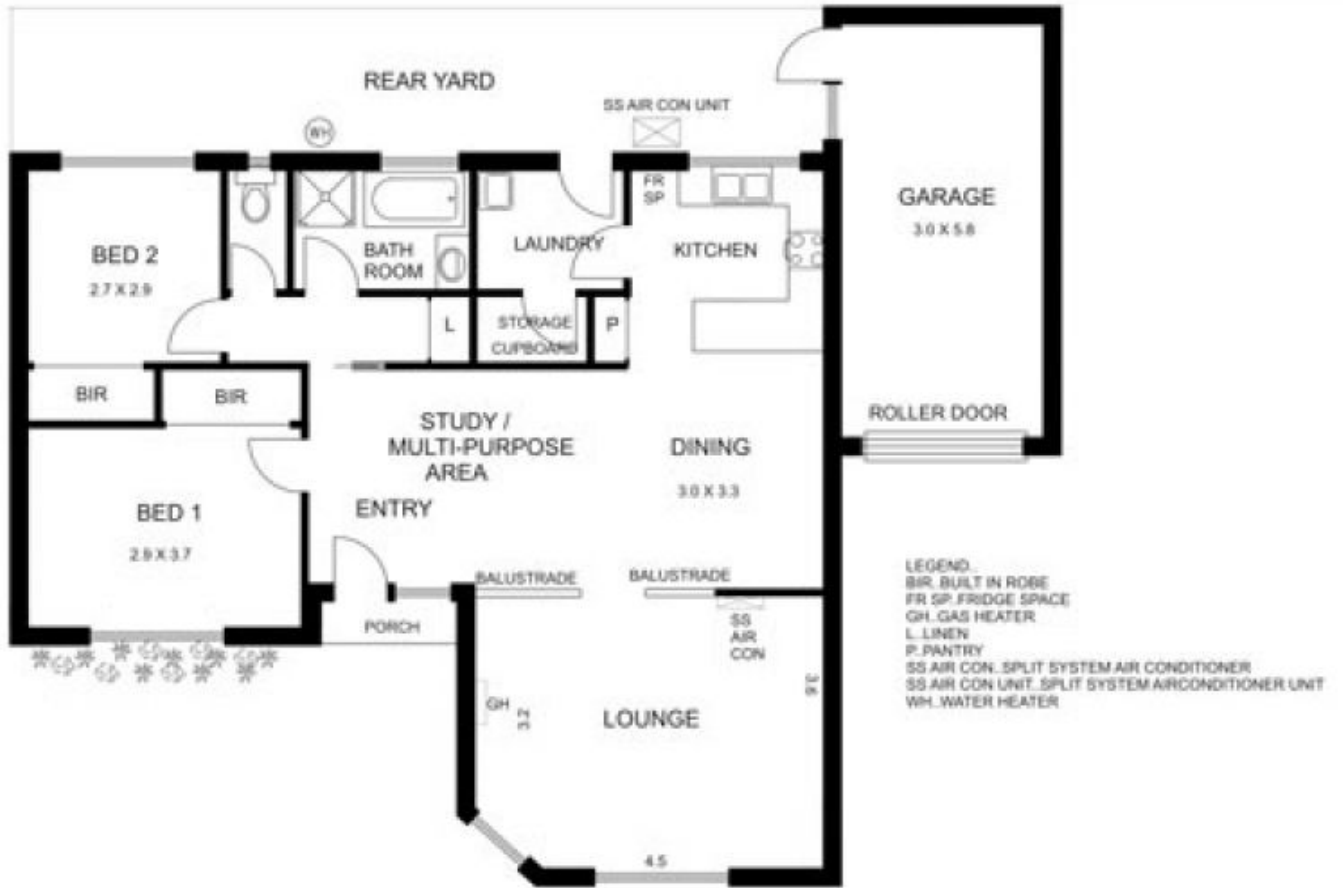 REAR YARD
SS AIR CON UNIT
WH
FR
SP
GARAGE
3.0 X 5.8
BED 2
2.7 X 2.9
BATH
ROOM
LAUNDRY
KITCHEN
L
STORAGE
CUPBOARD
P
BIR
BIR
STUDY /
MULTI-PURPOSE
AREA
DINING
3.0 X 3.3
ROLLER DOOR
ENTRY
BED 1
2.9 X 3.7
BALUSTRADE
BALUSTRADE
PORCH
SS
AIR
CON
GH
3.2
3.6
LOUNGE
4.5
LEGEND..
BIR..BUILT IN ROBE
FR SP..FRIDGE SPACE
GH..GAS HEATER
L..LINEN
P..PANTRY
SS AIR CON..SPLIT SYSTEM AIR CONDITIONER
SS AIR CON UNIT..SPLIT SYSTEM AIRCONDITIONER UNIT
WH..WATER HEATER